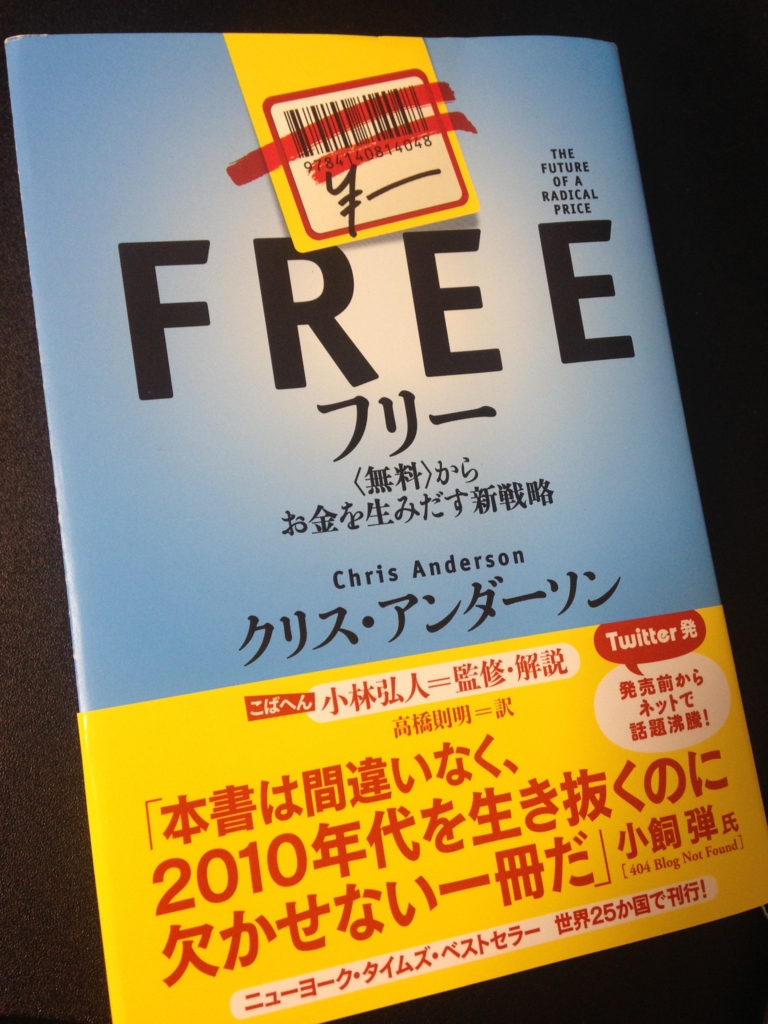 9784140814048
¥一
THE
FUTURE
OF A
RADICAL
PRICE
FREE
フリー
〈無料〉から
お金を生みだす新戦略
Chris Anderson
クリス・アンダーソン
こばへん 小林弘人=監修・解説
高橋則明=訳
Twitter発
発売前から
ネットで
話題沸騰!
「本書は間違いなく、
2010年代を生き抜くのに
欠かせない一冊だ」
小飼 弾氏
[404 Blog Not Found]
ニューヨーク・タイムズ・ベストセラー 世界25か国で刊行!